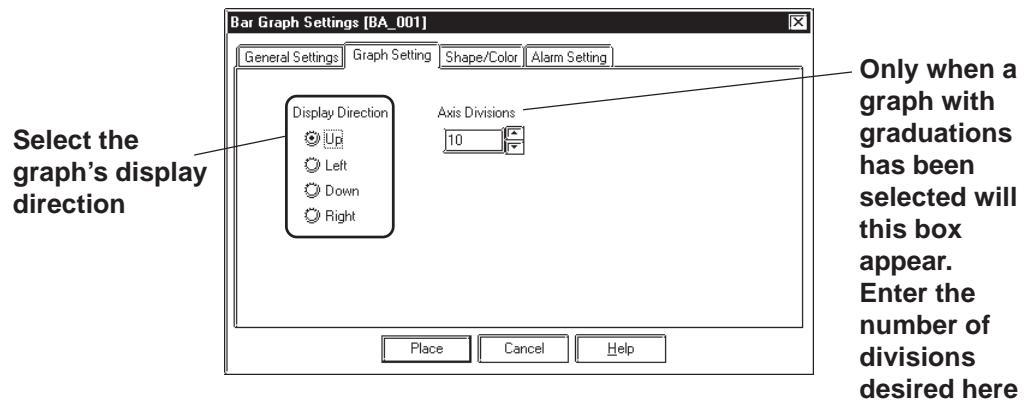 Bar Graph Settings [BA_001]
General Settings Graph Setting Shape/Color Alarm Setting
Select the
graph's display
direction
Display Direction
Up
Left
Down
Right
Axis Divisions
10
Only when a
graph with
graduations
has been
selected will
this box
appear.
Enter the
number of
divisions
desired here
Place Cancel Help